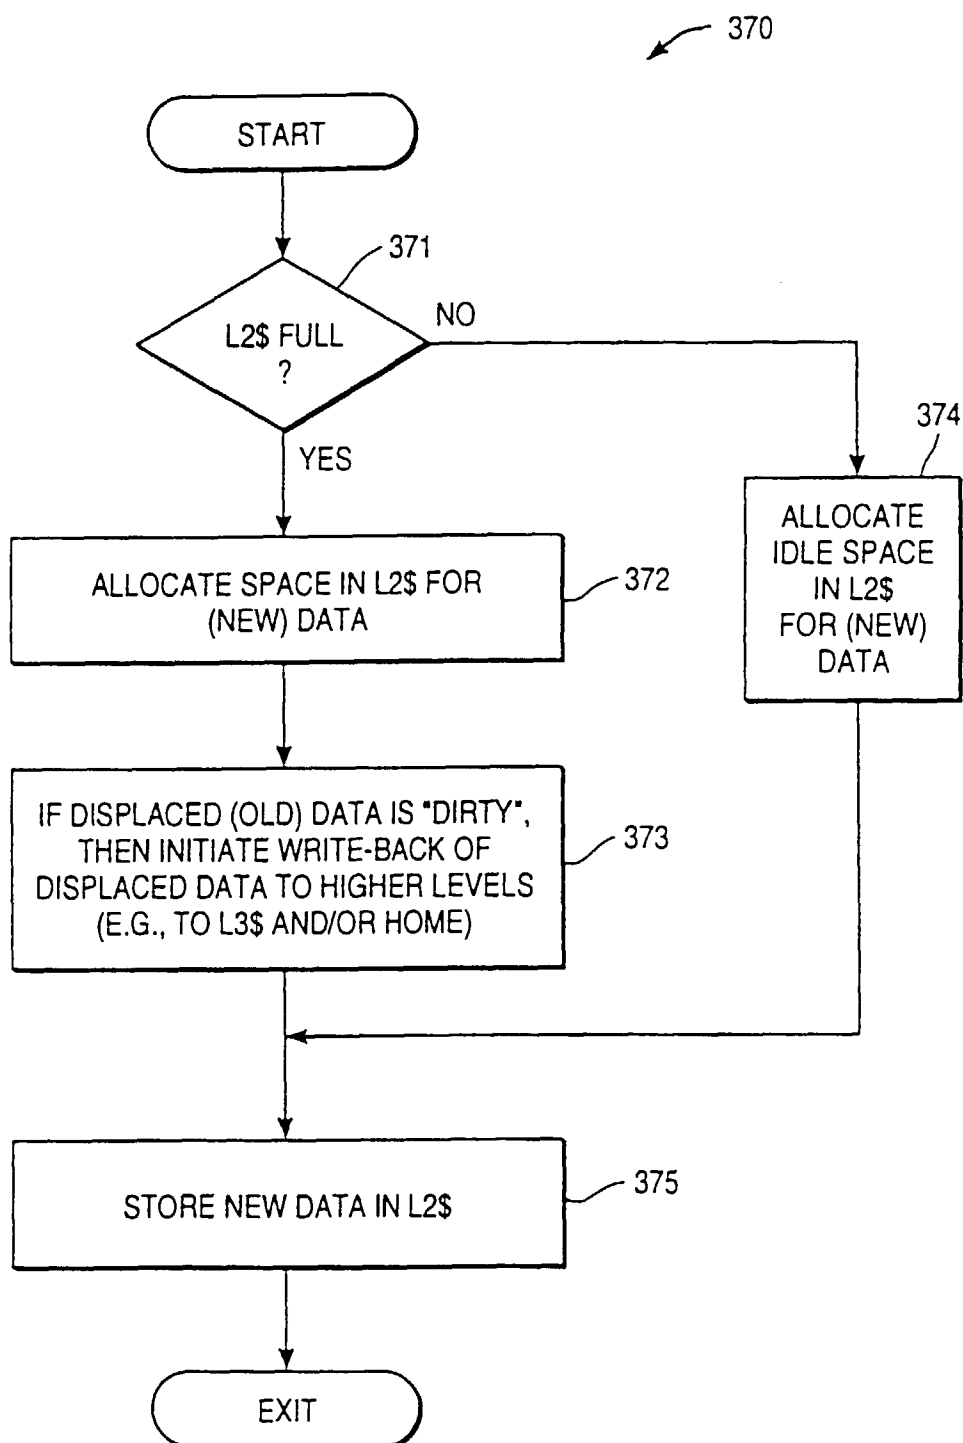 370
START
371
L2$ FULL
?
NO
YES
374
ALLOCATE
IDLE SPACE
IN L2$
FOR (NEW)
DATA
ALLOCATE SPACE IN L2$ FOR
(NEW) DATA
372
IF DISPLACED (OLD) DATA IS "DIRTY",
THEN INITIATE WRITE-BACK OF
DISPLACED DATA TO HIGHER LEVELS
(E.G., TO L3$ AND/OR HOME)
373
STORE NEW DATA IN L2$
375
EXIT